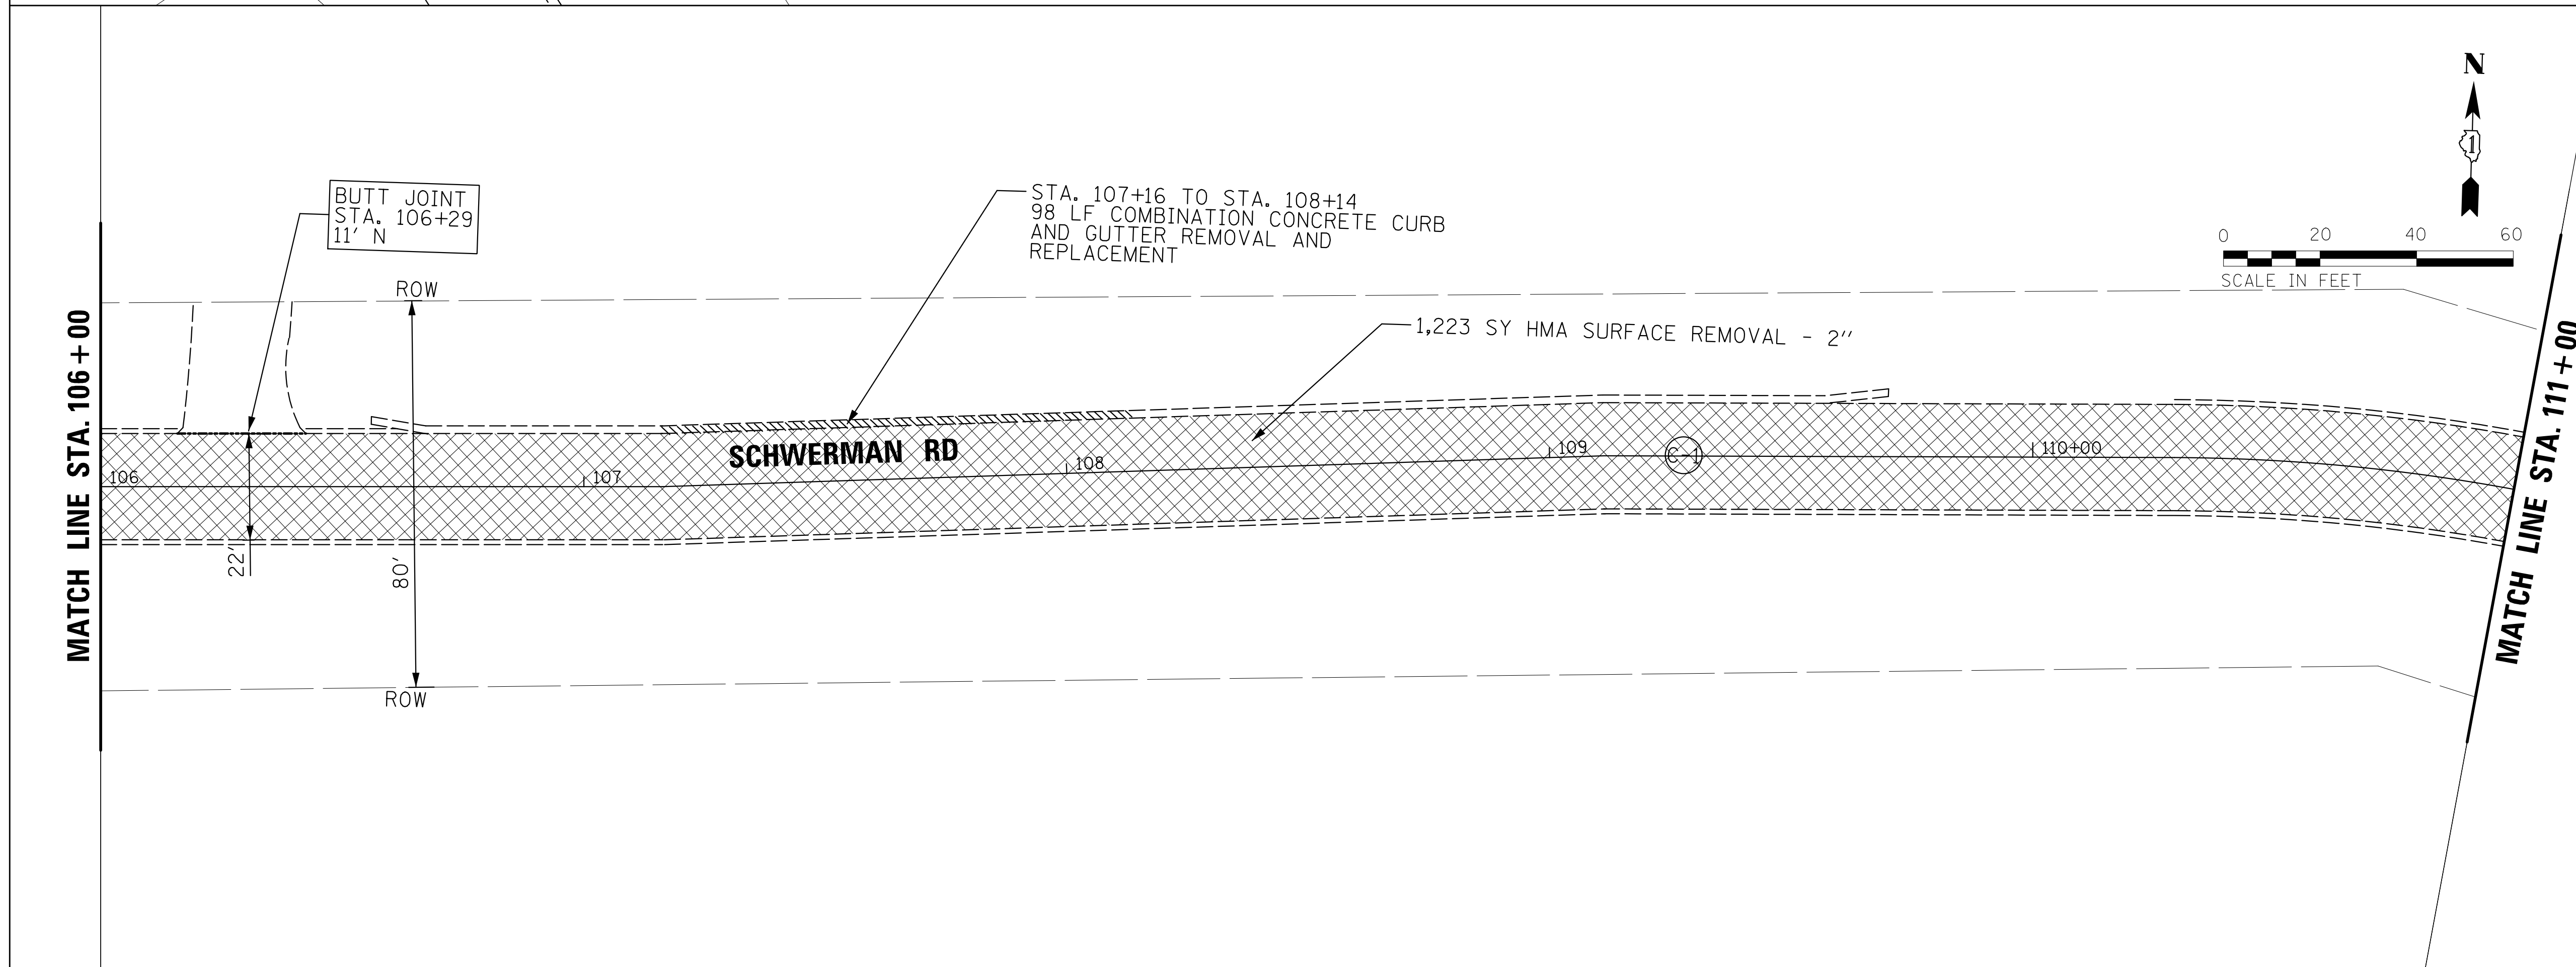 N
1
BUTT JOINT
STA. 106+29
11' N
STA. 107+16 TO STA. 108+14
98 LF COMBINATION CONCRETE CURB
AND GUTTER REMOVAL AND
REPLACEMENT
0 20 40 60
SCALE IN FEET
ROW
1,223 SY HMA SURFACE REMOVAL - 2"
MATCH LINE STA. 106+00
MATCH LINE STA. 111+00
SCHWERMAN RD
106
107
108
109
C-1
110+00
22'
80'
ROW